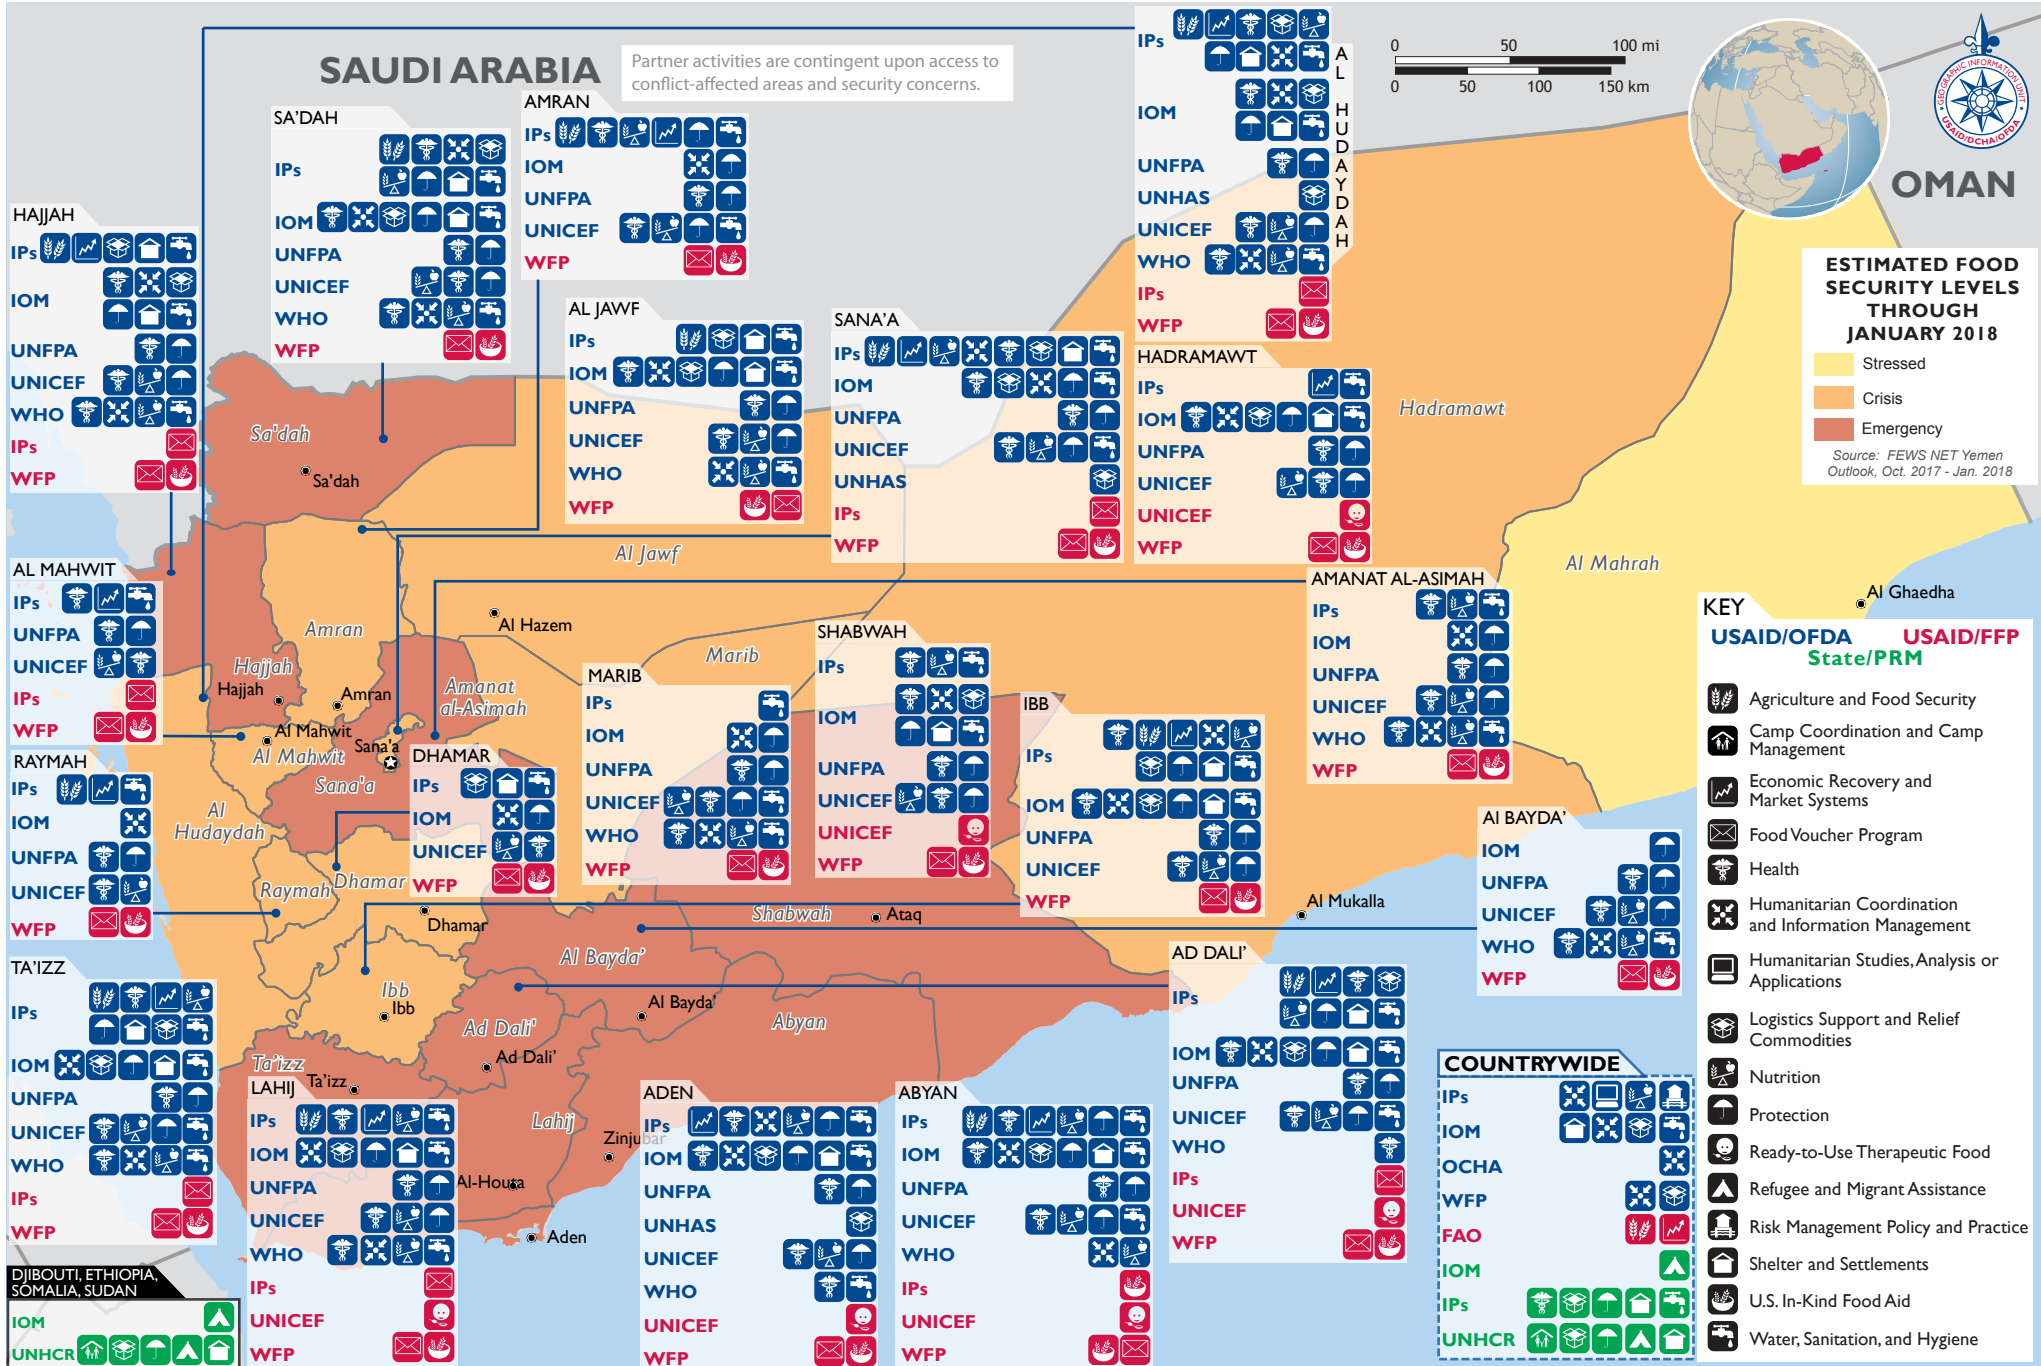 SAUDI ARABIA
Partner activities are contingent upon access to
conflict-affected areas and security concerns.
0 50 100 mi
0 50 100 150 km
GEOGRAPHIC INFORMATION UNIT
USAID/DCHA/OFDA
OMAN
ESTIMATED FOOD
SECURITY LEVELS
THROUGH
JANUARY 2018
Stressed
Crisis
Emergency
Source: FEWS NET Yemen
Outlook, Oct. 2017 - Jan. 2018
HAJJAH
IPs
IOM
UNFPA
UNICEF
WHO
IPs
WFP
SA'DAH
IPs
IOM
UNFPA
UNICEF
WHO
WFP
AMRAN
IPs
IOM
UNFPA
UNICEF
WFP
AL JAWF
IPs
IOM
UNFPA
UNICEF
WHO
WFP
SANA'A
IPs
IOM
UNFPA
UNICEF
UNHAS
IPs
WFP
AL HUDAYDAH
IPs
IOM
UNFPA
UNHAS
UNICEF
WHO
IPs
WFP
HADRAMAWT
IPs
IOM
UNFPA
UNICEF
UNICEF
WFP
AL MAHWIT
IPs
UNFPA
UNICEF
IPs
WFP
RAYMAH
IPs
IOM
UNFPA
UNICEF
WFP
DHAMAR
IPs
IOM
UNICEF
WFP
MARIB
IPs
IOM
UNFPA
UNICEF
WHO
WFP
SHABWAH
IPs
IOM
UNFPA
UNICEF
UNICEF
WFP
IBB
IPs
IOM
UNFPA
UNICEF
WFP
AMANAT AL-ASIMAH
IPs
IOM
UNFPA
UNICEF
WHO
WFP
Al BAYDA'
IOM
UNFPA
UNICEF
WHO
WFP
TA'IZZ
IPs
IOM
UNFPA
UNICEF
WHO
IPs
WFP
LAHIJ
IPs
IOM
UNFPA
UNICEF
WHO
IPs
UNICEF
WFP
ADEN
IPs
IOM
UNFPA
UNHAS
UNICEF
WHO
UNICEF
WFP
ABYAN
IPs
IOM
UNFPA
UNICEF
WHO
IPs
UNICEF
WFP
AD DALI'
IPs
IOM
UNFPA
UNICEF
WHO
IPs
UNICEF
WFP
COUNTRYWIDE
IPs
IOM
OCHA
WFP
FAO
IOM
IPs
UNHCR
DJIBOUTI, ETHIOPIA,
SOMALIA, SUDAN
IOM
UNHCR
Sa'dah
Sa'dah
Hadramawt
Al Jawf
Al Mahrah
Al Ghaedha
Al Hazem
Amran
Marib
Hajjah
Hajjah
Amran
Amanat
al-Asimah
Al Mahwit
Al Mahwit
Sana'a
Sana'a
Al
Hudaydah
Raymah
Dhamar
Dhamar
Shabwah
Ataq
Al Mukalla
Al Bayda'
Al Bayda'
Ibb
Ibb
Ad Dali'
Ad Dali'
Abyan
Ta'izz
Ta'izz
Lahij
Zinjubar
Al-Houta
Aden
KEY
USAID/OFDA USAID/FFP
State/PRM
Agriculture and Food Security
Camp Coordination and Camp
Management
Economic Recovery and
Market Systems
Food Voucher Program
Health
Humanitarian Coordination
and Information Management
Humanitarian Studies, Analysis or
Applications
Logistics Support and Relief
Commodities
Nutrition
Protection
Ready-to-Use Therapeutic Food
Refugee and Migrant Assistance
Risk Management Policy and Practice
Shelter and Settlements
U.S. In-Kind Food Aid
Water, Sanitation, and Hygiene